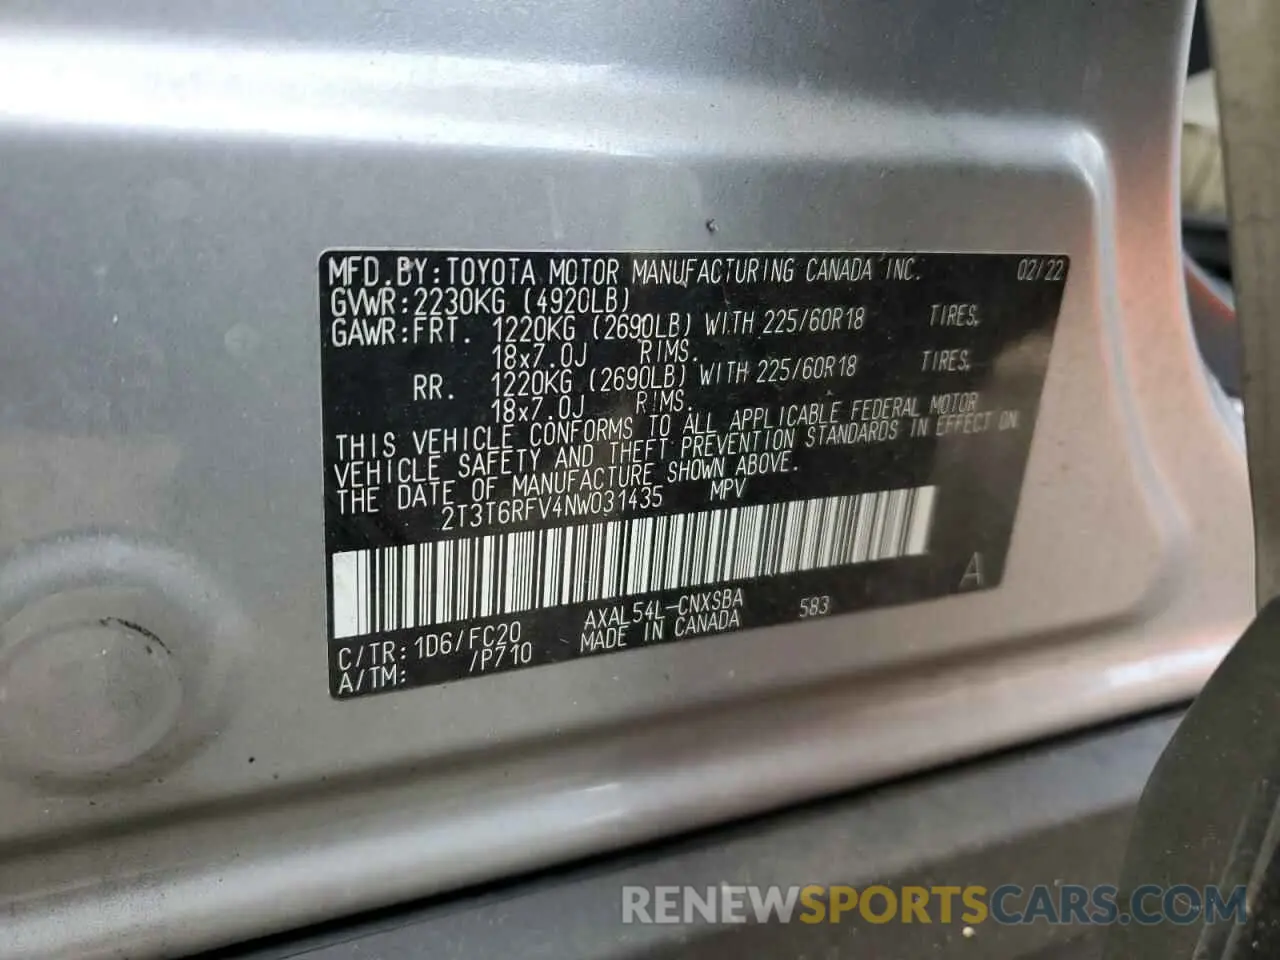 MFD.BY:TOYOTA MOTOR MANUFACTURING CANADA INC. 02/22
GVWR:2230KG (4920LB)
GAWR:FRT. 1220KG (2690LB) WITH 225/60R18 TIRES,
18x7.0J RIMS.
RR. 1220KG (2690LB) WITH 225/60R18 TIRES,
18x7.0J RIMS.
THIS VEHICLE CONFORMS TO ALL APPLICABLE FEDERAL MOTOR
VEHICLE SAFETY AND THEFT PREVENTION STANDARDS IN EFFECT ON
THE DATE OF MANUFACTURE SHOWN ABOVE.
2T3T6RFV4NW031435 MPV
A
C/TR:1D6/FC20 AXAL54L-CNXSBA 583
A/TM: /P710 MADE IN CANADA
RENEWSPORTSCARS.COM